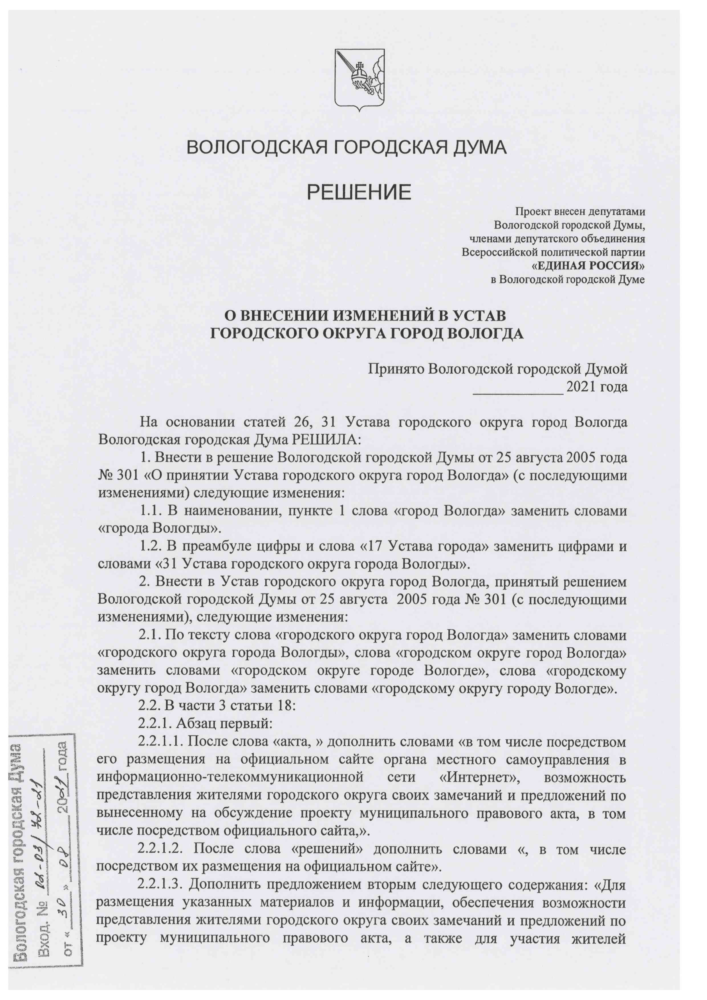 ВОЛОГОДСКАЯ ГОРОДСКАЯ ДУМА
РЕШЕНИЕ
Проект внесен депутатами
Вологодской городской Думы,
членами депутатского объединения
Всероссийской политической партии
«ЕДИНАЯ РОССИЯ»
в Вологодской городской Думе
О ВНЕСЕНИИ ИЗМЕНЕНИЙ В УСТАВ
ГОРОДСКОГО ОКРУГА ГОРОД ВОЛОГДА
Принято Вологодской городской Думой
____________ 2021 года
На основании статей 26, 31 Устава городского округа город Вологда
Вологодская городская Дума РЕШИЛА:
1. Внести в решение Вологодской городской Думы от 25 августа 2005 года
№ 301 «О принятии Устава городского округа город Вологда» (с последующими
изменениями) следующие изменения:
1.1. В наименовании, пункте 1 слова «город Вологда» заменить словами
«города Вологды».
1.2. В преамбуле цифры и слова «17 Устава города» заменить цифрами и
словами «31 Устава городского округа города Вологды».
2. Внести в Устав городского округа город Вологда, принятый решением
Вологодской городской Думы от 25 августа 2005 года № 301 (с последующими
изменениями), следующие изменения:
2.1. По тексту слова «городского округа город Вологда» заменить словами
«городского округа города Вологды», слова «городском округе город Вологда»
заменить словами «городском округе городе Вологде», слова «городскому
округу город Вологда» заменить словами «городскому округу городу Вологде».
2.2. В части 3 статьи 18:
2.2.1. Абзац первый:
2.2.1.1. После слова «акта, » дополнить словами «в том числе посредством
его размещения на официальном сайте органа местного самоуправления в
информационно-телекоммуникационной сети «Интернет», возможность
представления жителями городского округа своих замечаний и предложений по
вынесенному на обсуждение проекту муниципального правового акта, в том
числе посредством официального сайта,».
2.2.1.2. После слова «решений» дополнить словами «, в том числе
посредством их размещения на официальном сайте».
2.2.1.3. Дополнить предложением вторым следующего содержания: «Для
размещения указанных материалов и информации, обеспечения возможности
представления жителями городского округа своих замечаний и предложений по
проекту муниципального правового акта, а также для участия жителей
Вологодская городская Дума
Вход. № 02-03/72-21
от «30» 08 2021 года